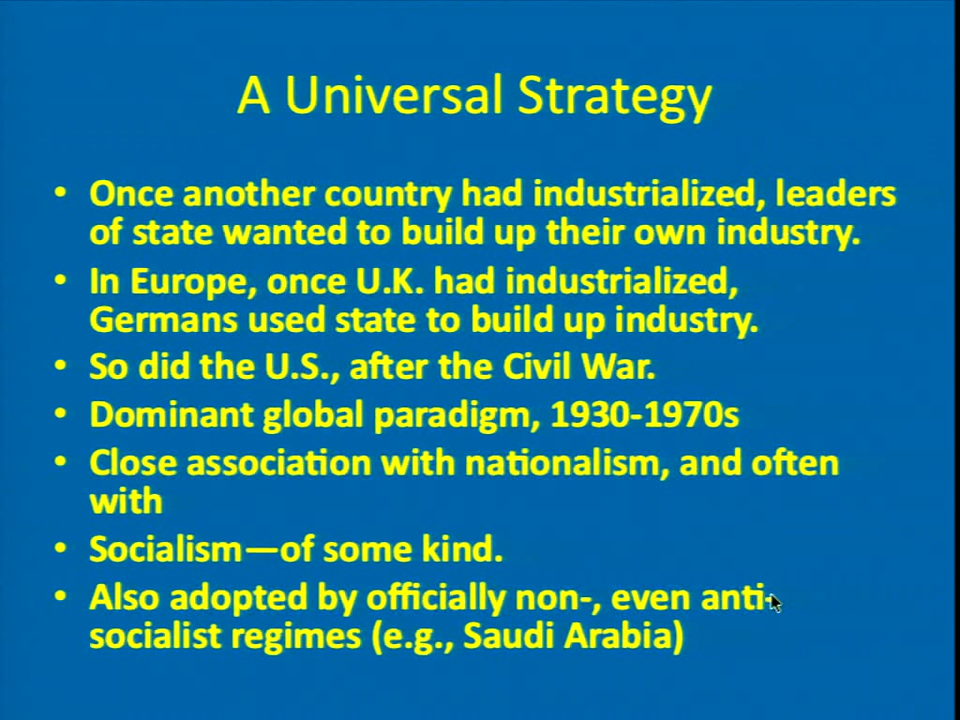 A Universal Strategy
• Once another country had industrialized, leaders
of state wanted to build up their own industry.
• In Europe, once U.K. had industrialized,
Germans used state to build up industry.
• So did the U.S., after the Civil War.
• Dominant global paradigm, 1930-1970s
• Close association with nationalism, and often
with
• Socialism—of some kind.
• Also adopted by officially non-, even anti-
socialist regimes (e.g., Saudi Arabia)